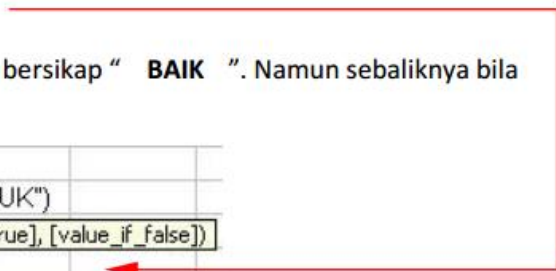 bersikap “ BAIK ”. Namun sebaliknya bila
UK")
rue], [value_if_false])